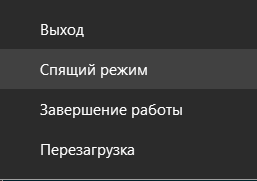 Выход
Спящий режим
Завершение работы
Перезагрузка